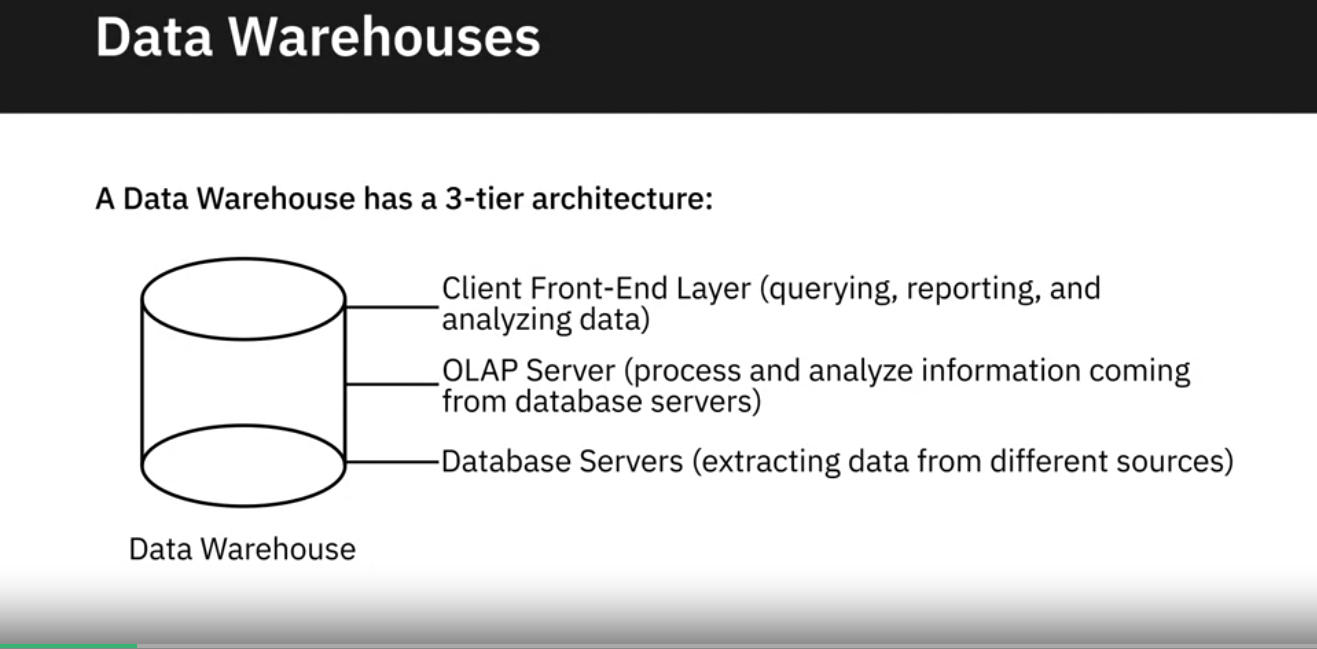 Data Warehouses
A Data Warehouse has a 3-tier architecture:
Client Front-End Layer (querying, reporting, and
analyzing data)
OLAP Server (process and analyze information coming
from database servers)
Database Servers (extracting data from different sources)
Data Warehouse